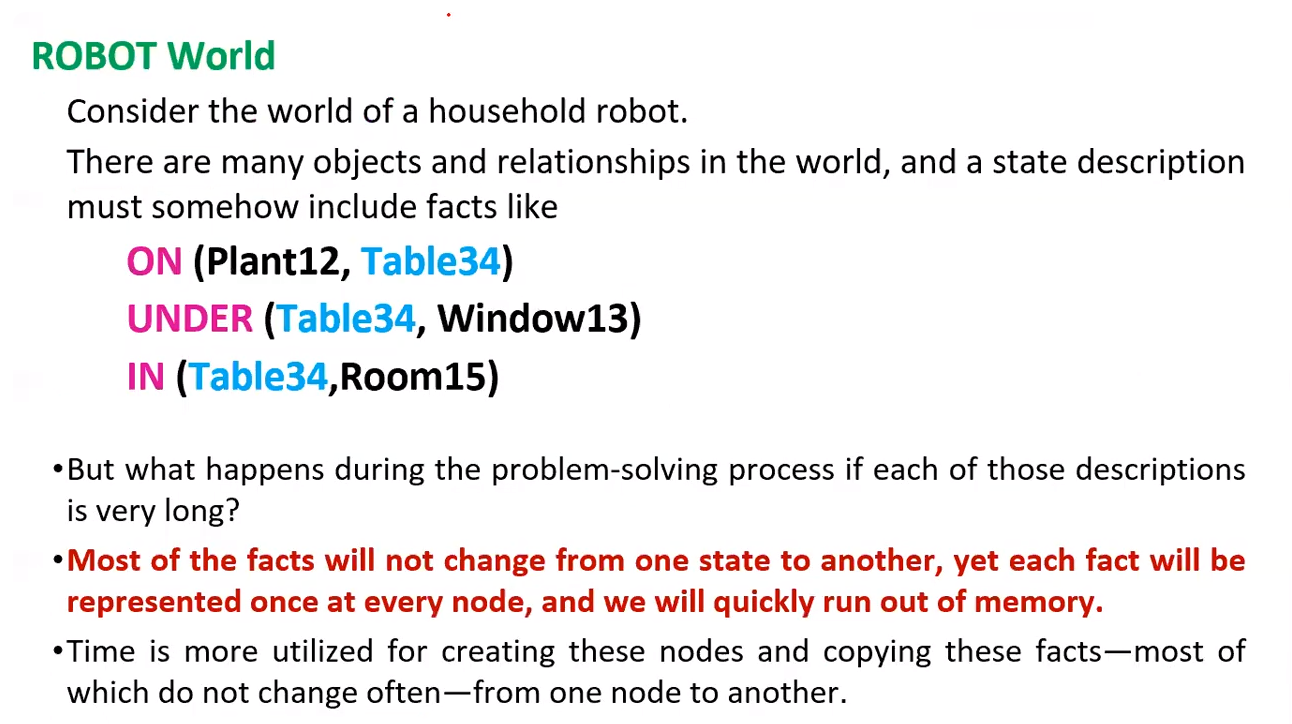 ROBOT World
Consider the world of a household robot.
There are many objects and relationships in the world, and a state description
must somehow include facts like
ON (Plant12, Table34)
UNDER (Table34, Window13)
IN (Table34,Room15)
•But what happens during the problem-solving process if each of those descriptions
is very long?
•Most of the facts will not change from one state to another, yet each fact will be
represented once at every node, and we will quickly run out of memory.
•Time is more utilized for creating these nodes and copying these facts—most of
which do not change often—from one node to another.